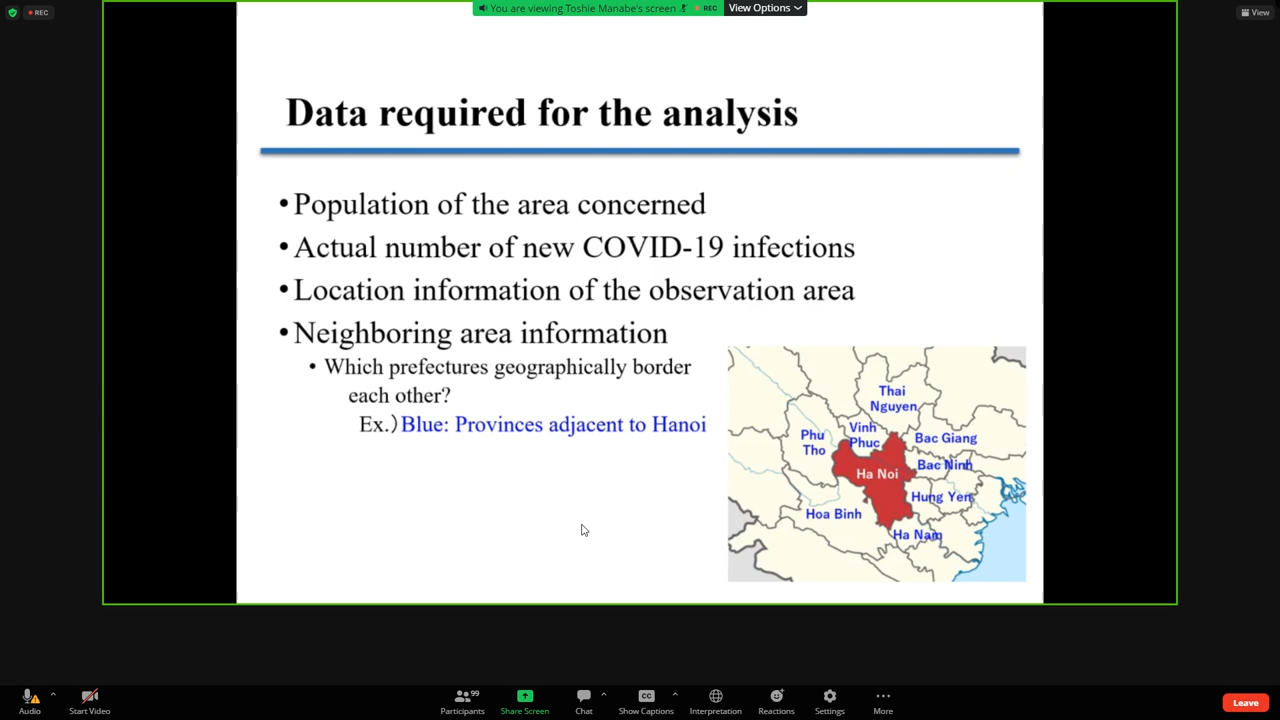 REC
You are viewing Toshie Manabe's screen
REC
View Options
View
Data required for the analysis
•Population of the area concerned
•Actual number of new COVID-19 infections
•Location information of the observation area
•Neighboring area information
• Which prefectures geographically border
each other?
Ex.) Blue: Provinces adjacent to Hanoi
Thai
Nguyen
Vinh
Phuc
Phu
Tho
Bac Giang
Bac Ninh
Ha Noi
Hung Yen
Hoa Binh
Ha Nam
Audio
Start Video
99
Participants
Share Screen
Chat
CC
Show Captions
Interpretation
Reactions
Settings
More
Leave